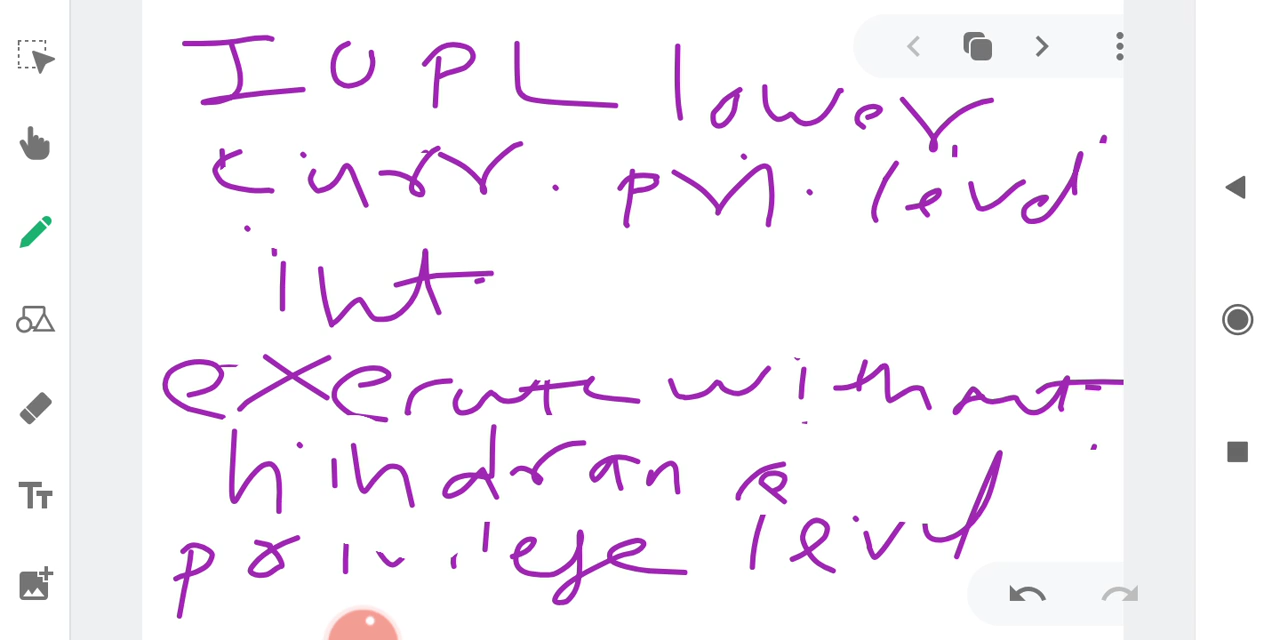 IOPL lower
curr. pri. level
int
execute without
hindrance
privilege level